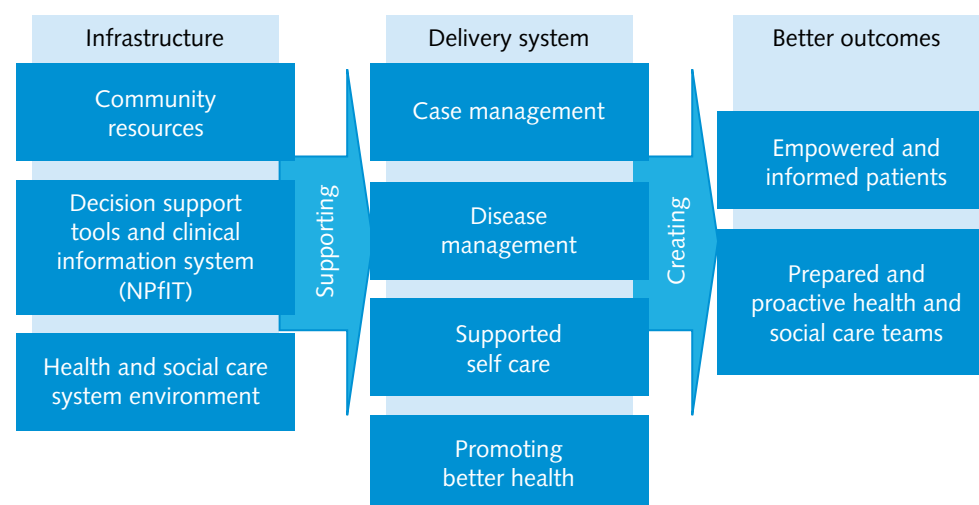 Infrastructure
Community
resources
Decision support
tools and clinical
information system
(NPfIT)
Health and social care
system environment
Supporting
Delivery system
Case management
Disease
management
Supported
self care
Promoting
better health
Creating
Better outcomes
Empowered and
informed patients
Prepared and
proactive health and
social care teams